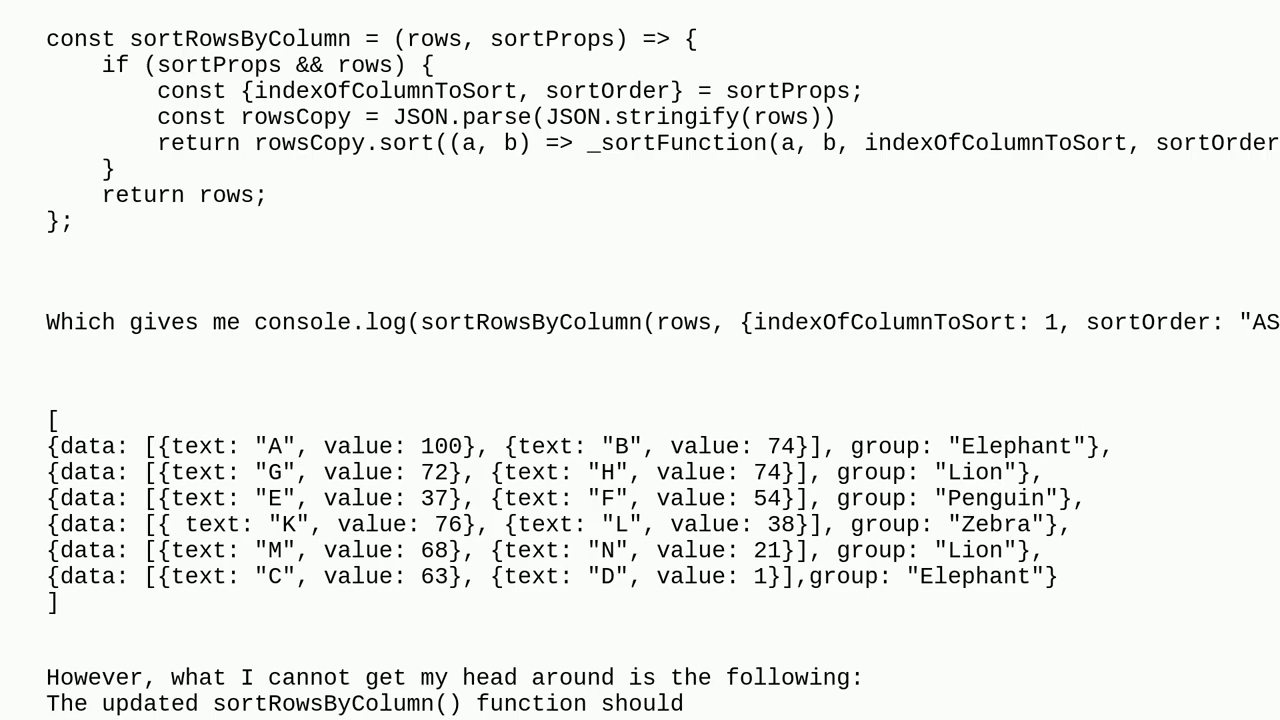 const sortRowsByColumn = (rows, sortProps) => {
    if (sortProps && rows) {
        const {indexOfColumnToSort, sortOrder} = sortProps;
        const rowsCopy = JSON.parse(JSON.stringify(rows))
        return rowsCopy.sort((a, b) => _sortFunction(a, b, indexOfColumnToSort, sortOrder
    }
    return rows;
};
Which gives me console.log(sortRowsByColumn(rows, {indexOfColumnToSort: 1, sortOrder: "AS
[
{data: [{text: "A", value: 100}, {text: "B", value: 74}], group: "Elephant"},
{data: [{text: "G", value: 72}, {text: "H", value: 74}], group: "Lion"},
{data: [{text: "E", value: 37}, {text: "F", value: 54}], group: "Penguin"},
{data: [{ text: "K", value: 76}, {text: "L", value: 38}], group: "Zebra"},
{data: [{text: "M", value: 68}, {text: "N", value: 21}], group: "Lion"},
{data: [{text: "C", value: 63}, {text: "D", value: 1}],group: "Elephant"}
]
However, what I cannot get my head around is the following:
The updated sortRowsByColumn() function should